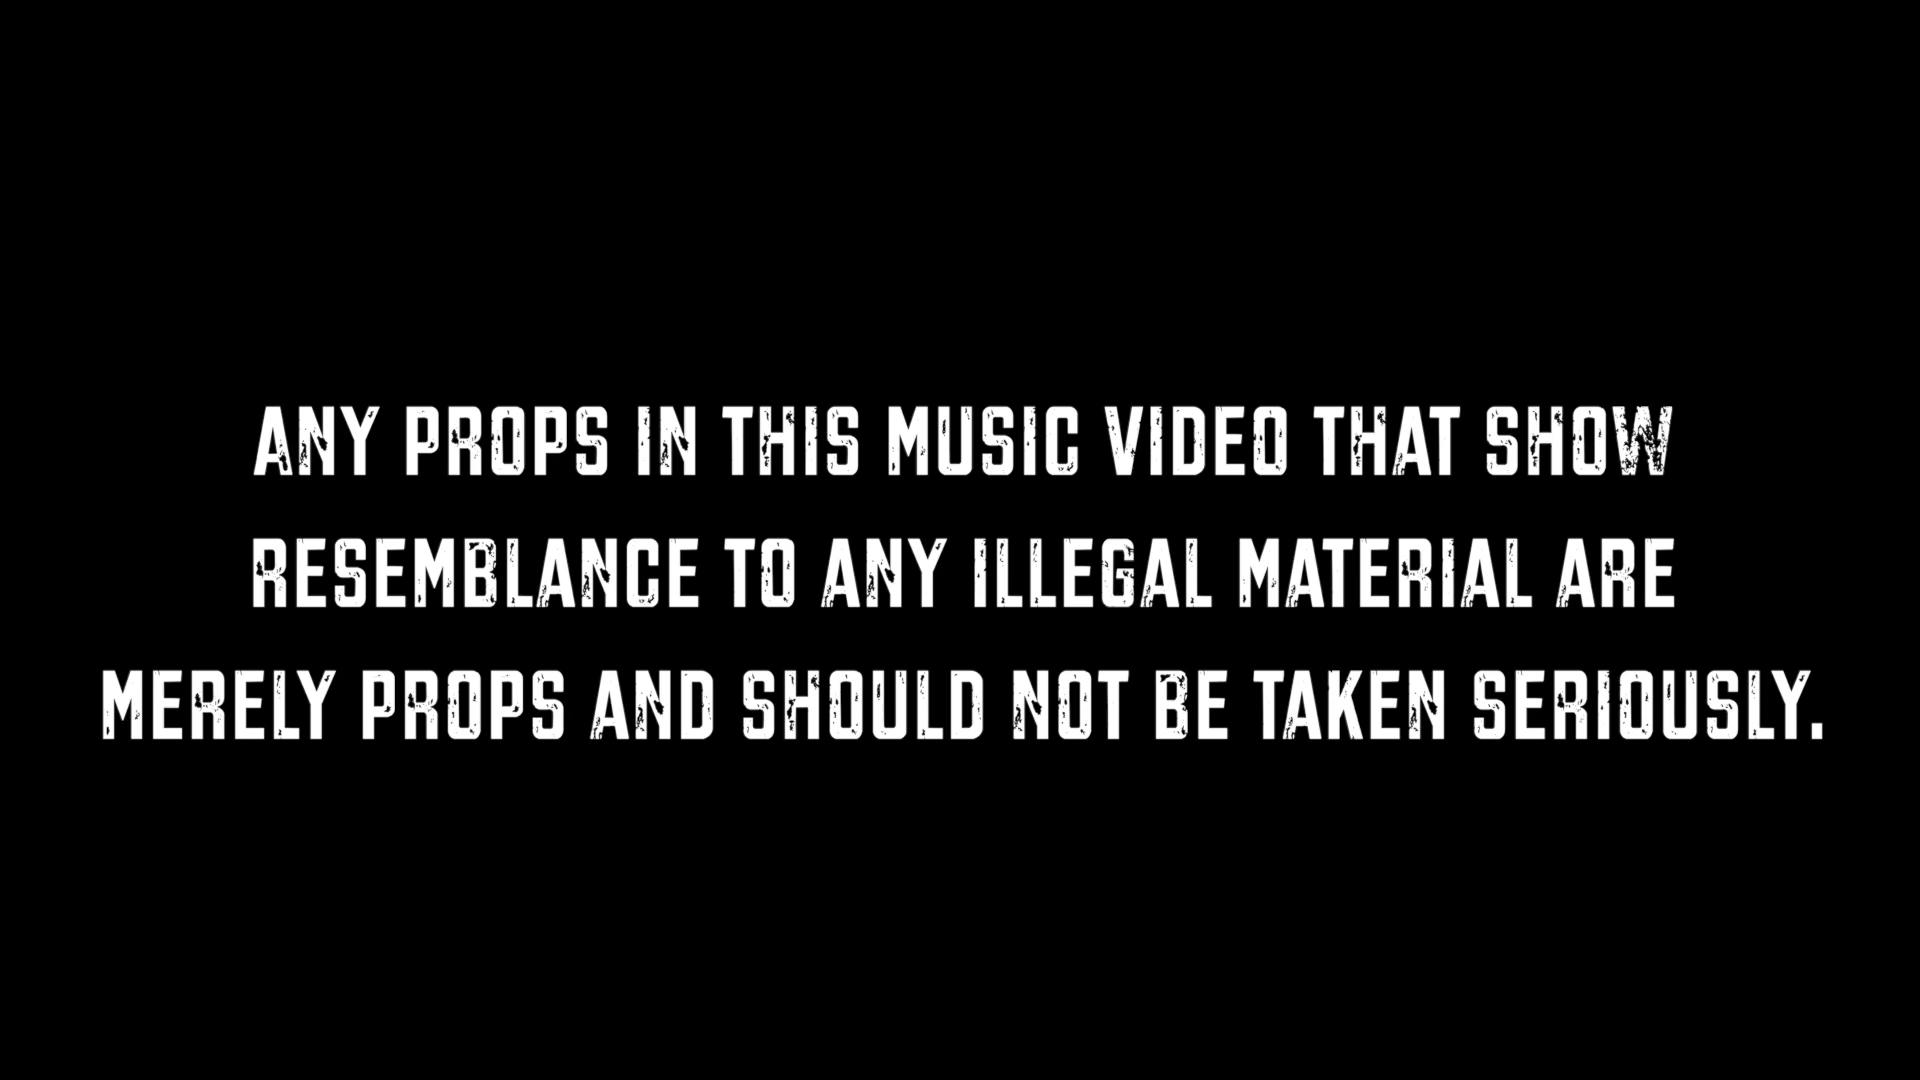 ANY PROPS IN THIS MUSIC VIDEO THAT SHOW
RESEMBLANCE TO ANY ILLEGAL MATERIAL ARE
MERELY PROPS AND SHOULD NOT BE TAKEN SERIOUSLY.